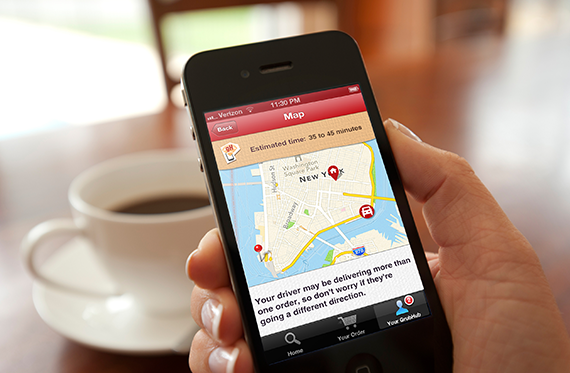 Verizon 11:30 PM
Back Map
Estimated time: 35 to 45 minutes
Washington
Square Park
Hudson St
NEW YORK
Broadway
Your driver may be delivering more than
one order, so don't worry if they're
going a different direction.
Home Your Order Your GrubHub